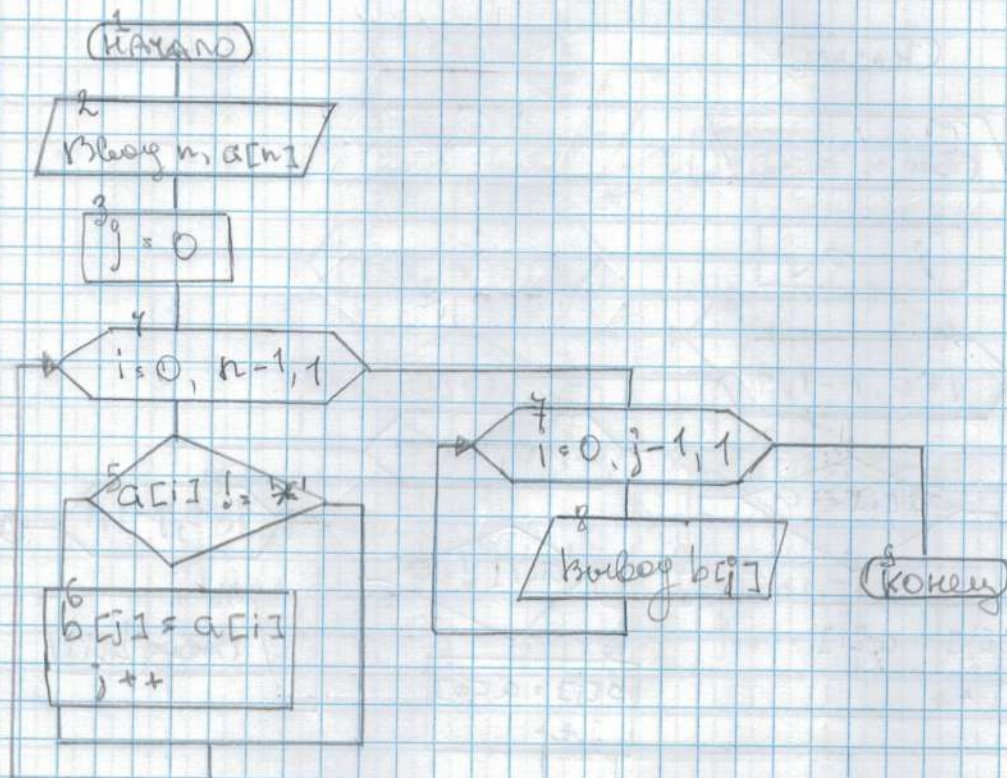 1
НАЧАЛО
2
Ввод n, a[n]
3
j = 0
4
i=0, n-1, 1
5
a[i] != '*'
6
b[j] = a[i]
j++
7
i=0, j-1, 1
8
Вывод b[j]
9
Конец